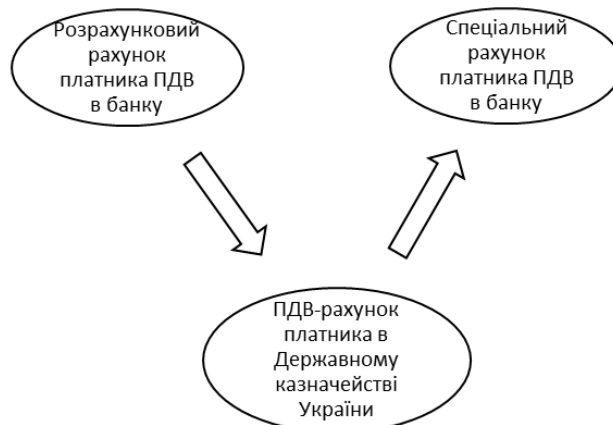 Розрахунковий
рахунок
платника ПДВ
в банку
Спеціальний
рахунок
платника ПДВ
в банку
ПДВ-рахунок
платника в
Державному
казначействі
України